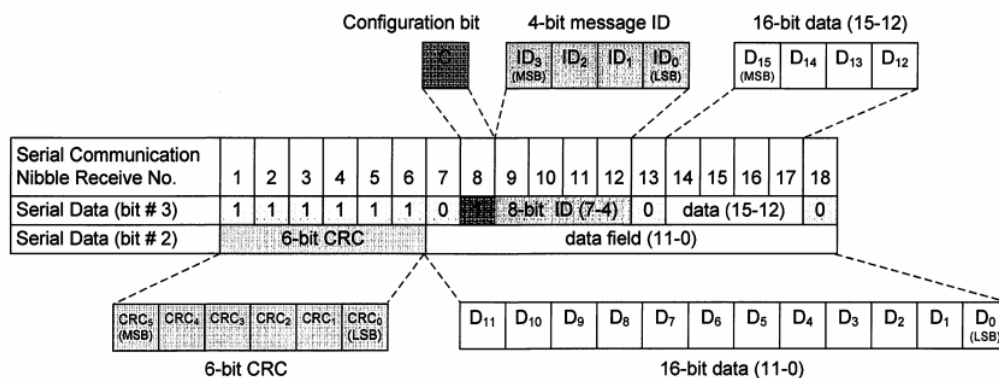 Configuration bit 4-bit message ID 16-bit data (15-12)
C ID3 ID2 ID1 ID0 D15 D14 D13 D12
(MSB) (LSB) (MSB)
Serial Communication
Nibble Receive No. 1 2 3 4 5 6 7 8 9 10 11 12 13 14 15 16 17 18
Serial Data (bit # 3) 1 1 1 1 1 1 0 1 8-bit ID (7-4) 0 data (15-12) 0
Serial Data (bit # 2) 6-bit CRC data field (11-0)
CRC5 CRC4 CRC3 CRC2 CRC1 CRC0 D11 D10 D9 D8 D7 D6 D5 D4 D3 D2 D1 D0
(MSB) (LSB) (LSB)
6-bit CRC 16-bit data (11-0)